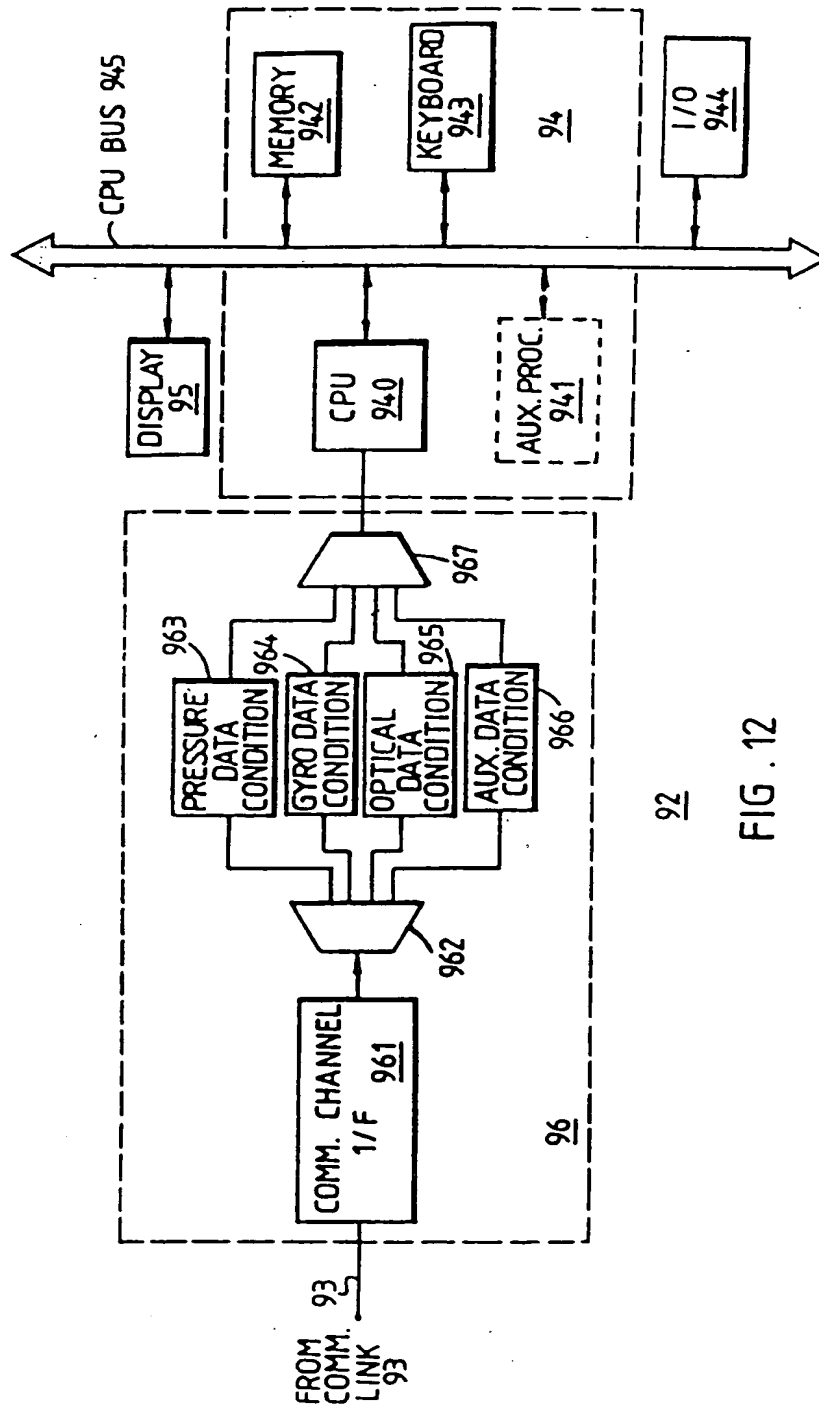 FROM
COMM.
LINK
93
93
COMM. CHANNEL
1/F 961
96
962
PRESSURE
DATA
CONDITION
963
GYRO DATA
CONDITION
964
OPTICAL
DATA
CONDITION
965
AUX. DATA
CONDITION
966
967
DISPLAY
95
CPU BUS 945
CPU
940
MEMORY
942
KEYBOARD
943
AUX. PROC.
941
94
I/O
944
92
FIG. 12